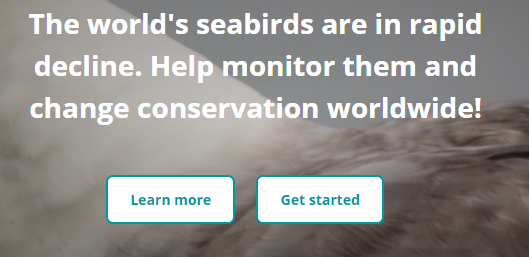 The world's seabirds are in rapid
decline. Help monitor them and
change conservation worldwide!
Learn more
Get started